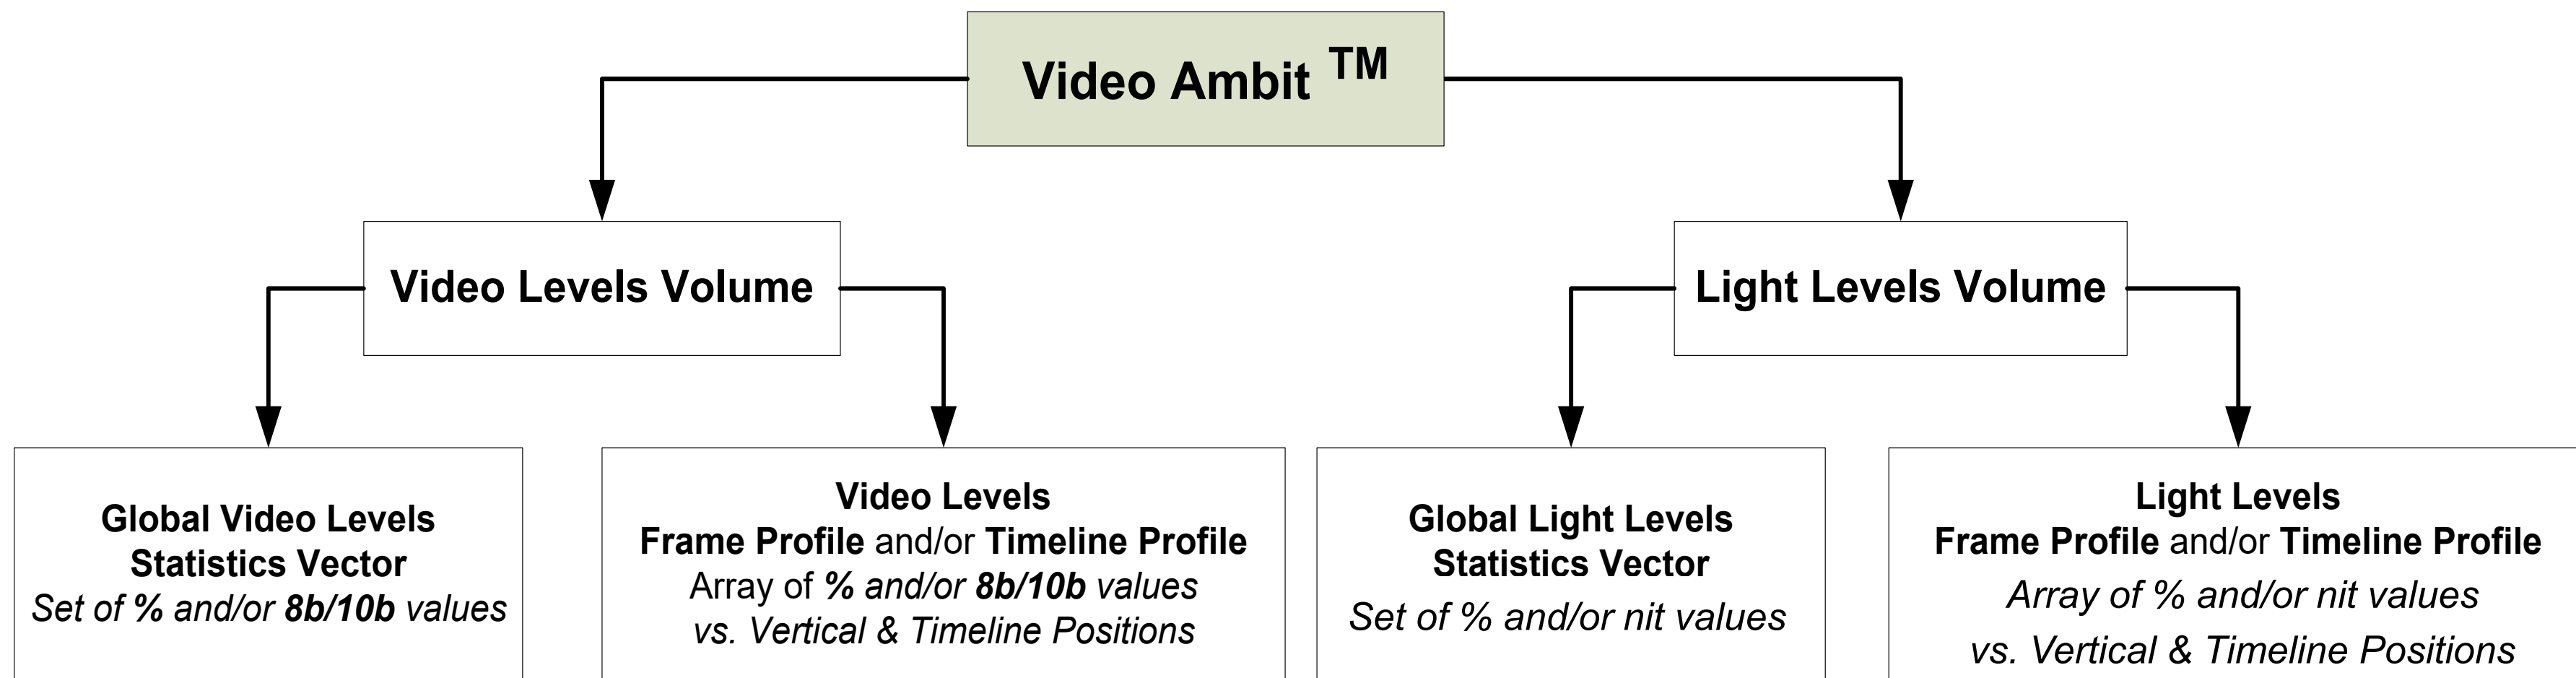 Video Ambit TM
Video Levels Volume
Light Levels Volume
Global Video Levels
Statistics Vector
Set of % and/or 8b/10b values
Video Levels
Frame Profile and/or Timeline Profile
Array of % and/or 8b/10b values
vs. Vertical & Timeline Positions
Global Light Levels
Statistics Vector
Set of % and/or nit values
Light Levels
Frame Profile and/or Timeline Profile
Array of % and/or nit values
vs. Vertical & Timeline Positions